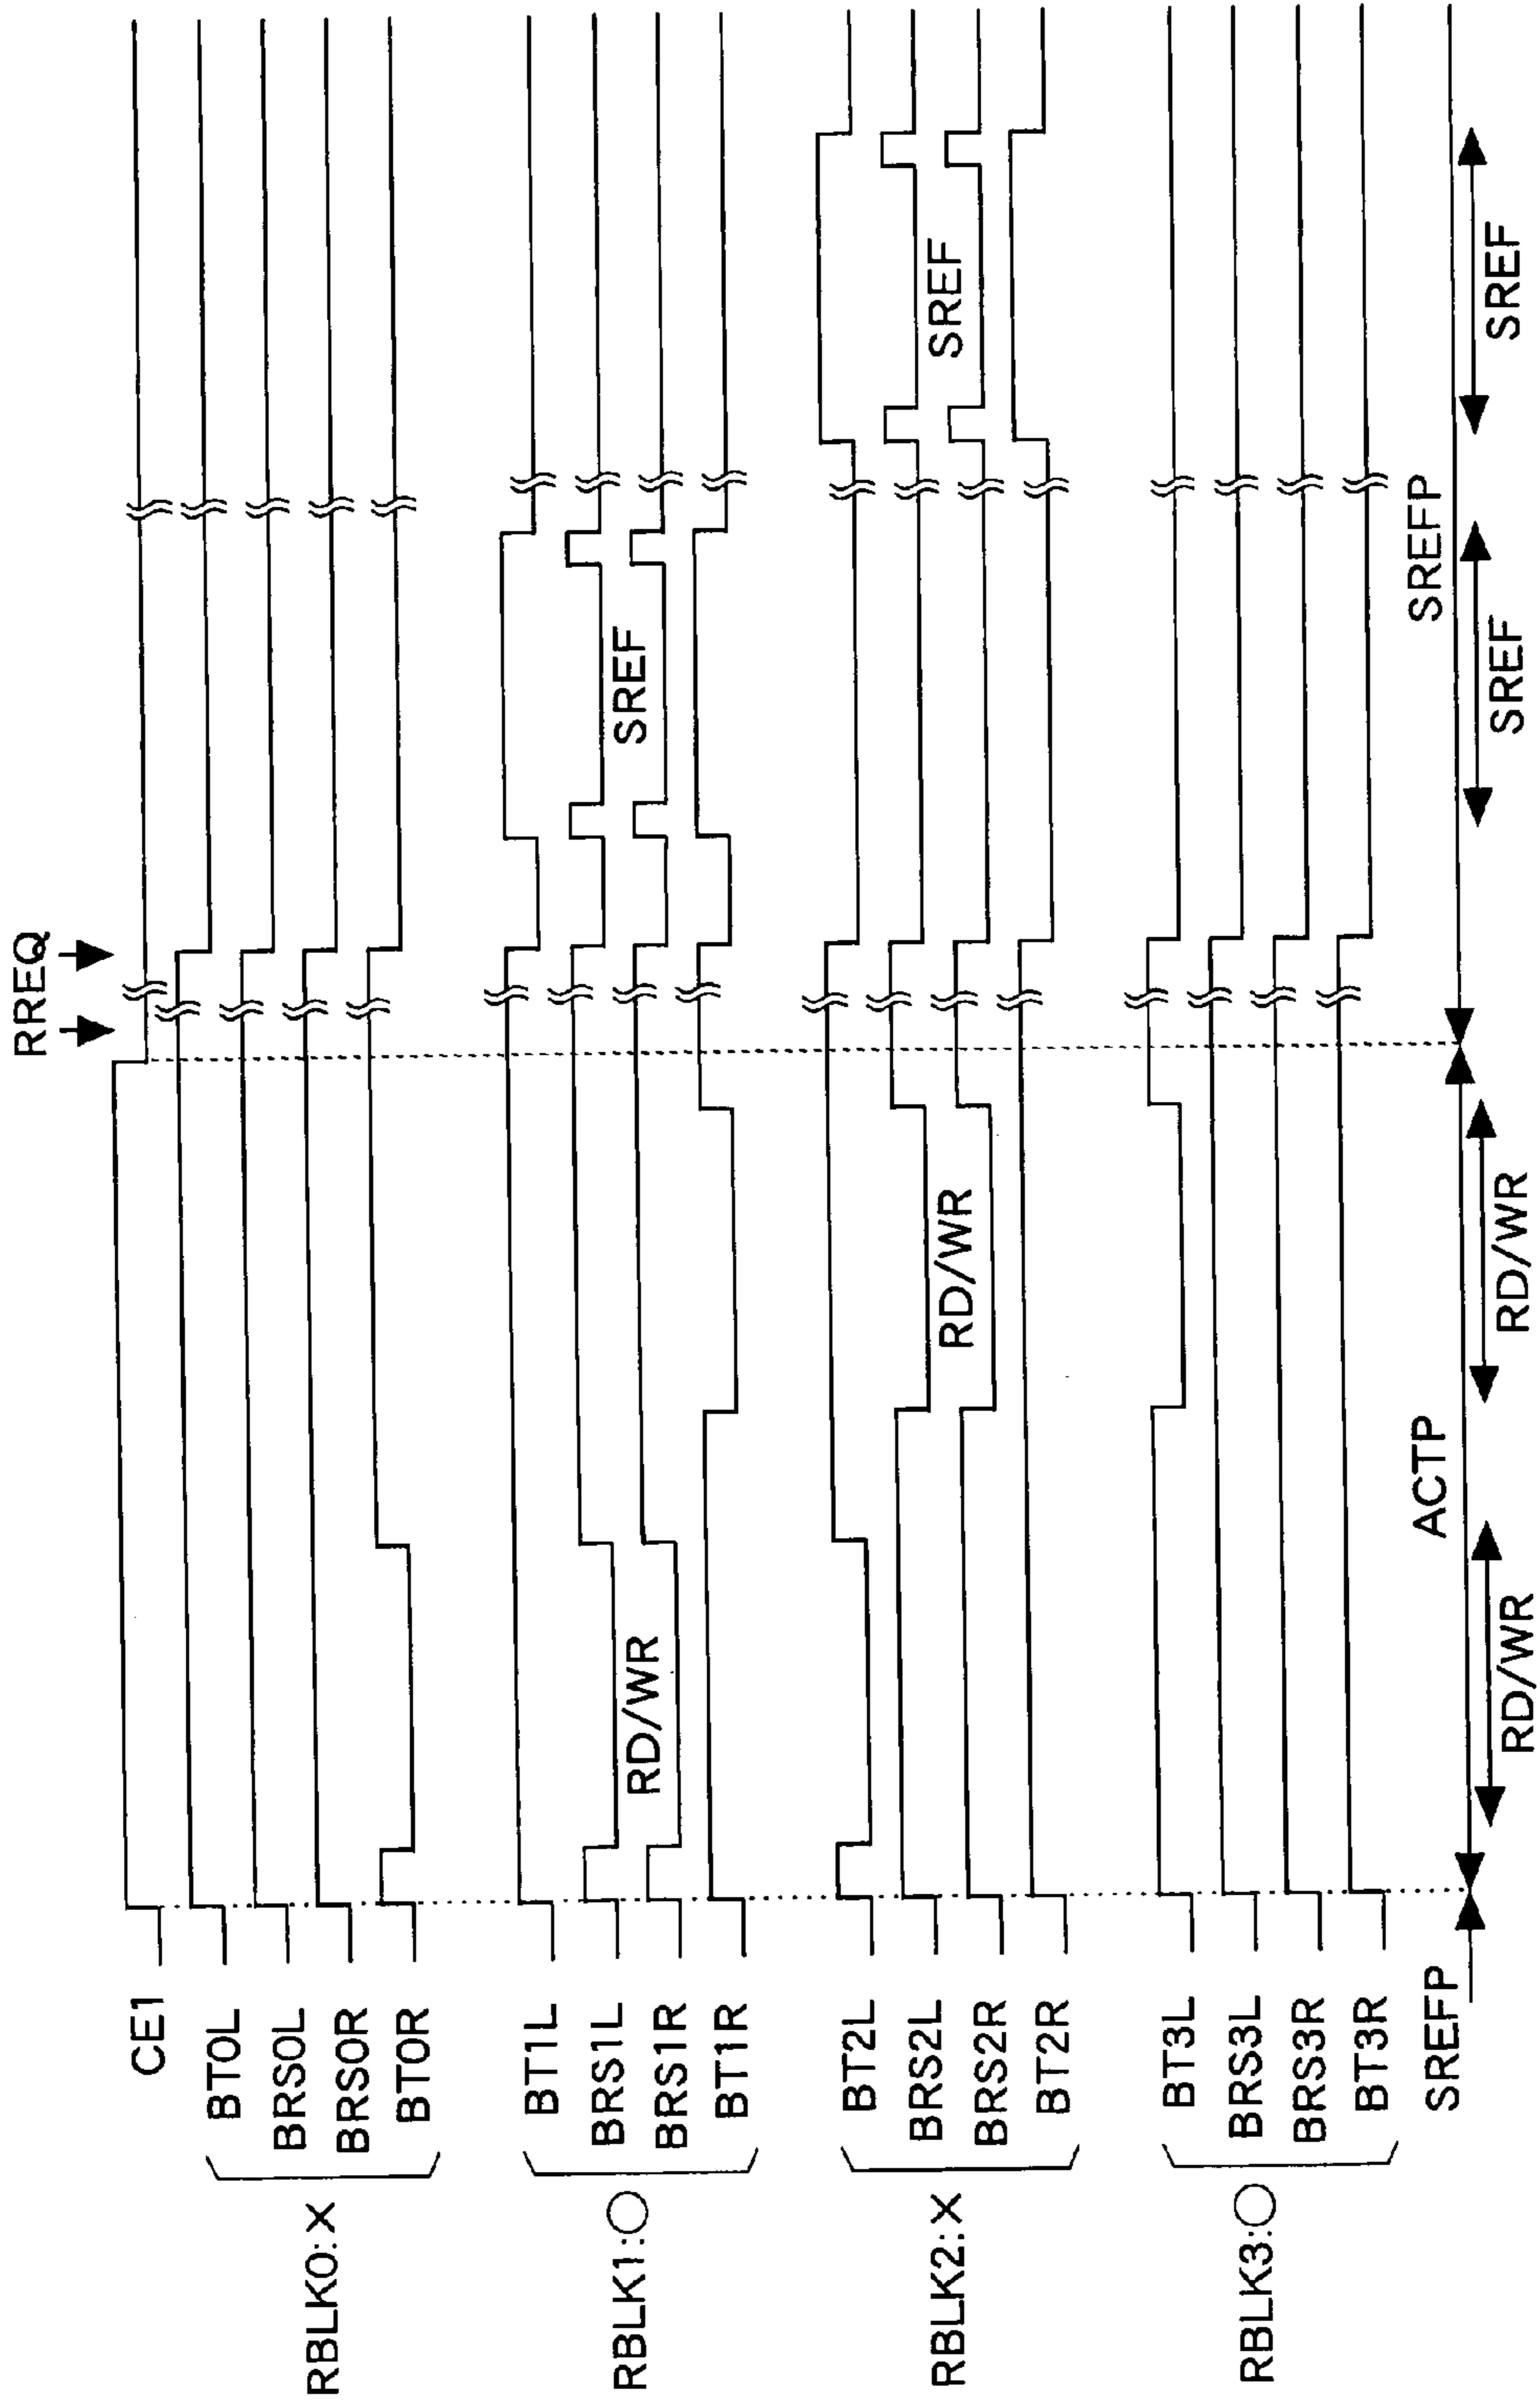 RREQ
CE1
RBLK0:X
BT0L
BRS0L
BRS0R
BT0R
RBLK1:○
BT1L
BRS1L
BRS1R
BT1R
RD/WR
SREF
RBLK2:X
BT2L
BRS2L
BRS2R
BT2R
RD/WR
SREF
RBLK3:○
BT3L
BRS3L
BRS3R
BT3R
SREFP
ACTP
SREFP
RD/WR
RD/WR
SREF
SREF